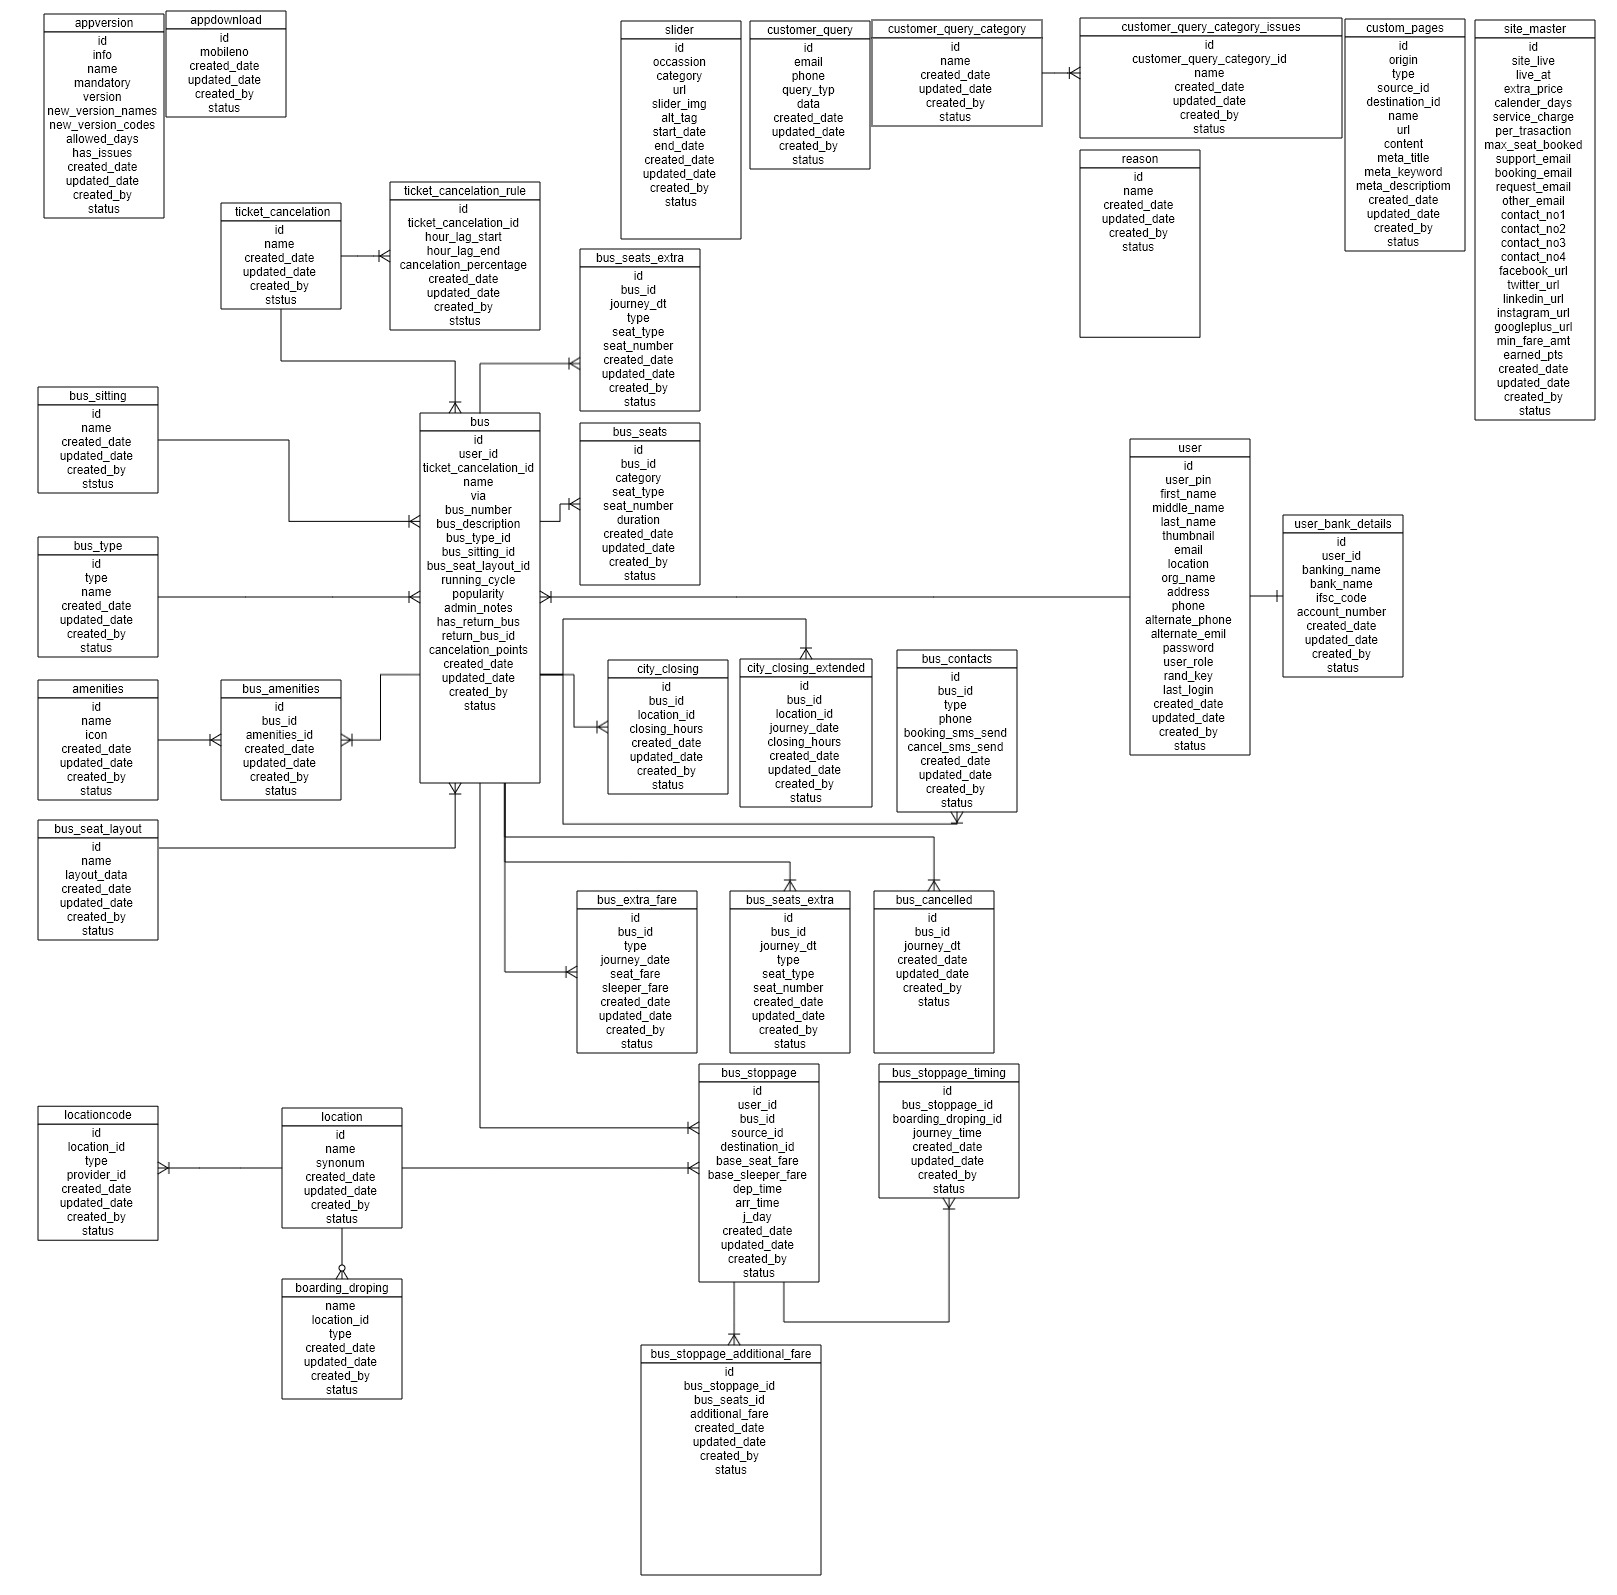 appversion
id
info
name
mandatory
version
new_version_names
new_version_codes
allowed_days
has_issues
created_date
updated_date
created_by
status
appdownload
id
mobileno
created_date
updated_date
created_by
status
slider
id
occassion
category
url
slider_img
alt_tag
start_date
end_date
created_date
updated_date
created_by
status
customer_query
id
email
phone
query_typ
data
created_date
updated_date
created_by
status
customer_query_category
id
name
created_date
updated_date
created_by
status
customer_query_category_issues
id
customer_query_category_id
name
created_date
updated_date
created_by
status
custom_pages
id
origin
type
source_id
destination_id
name
url
content
meta_title
meta_keyword
meta_descriptiom
created_date
updated_date
created_by
status
site_master
id
site_live
live_at
extra_price
calender_days
service_charge
per_trasaction
max_seat_booked
support_email
booking_email
request_email
other_email
contact_no1
contact_no2
contact_no3
contact_no4
facebook_url
twitter_url
linkedin_url
instagram_url
googleplus_url
min_fare_amt
earned_pts
created_date
updated_date
created_by
status
reason
id
name
created_date
updated_date
created_by
status
ticket_cancelation
id
name
created_date
updated_date
created_by
ststus
ticket_cancelation_rule
id
ticket_cancelation_id
hour_lag_start
hour_lag_end
cancelation_percentage
created_date
updated_date
created_by
ststus
bus_seats_extra
id
bus_id
journey_dt
type
seat_type
seat_number
created_date
updated_date
created_by
status
bus_sitting
id
name
created_date
updated_date
created_by
ststus
bus
id
user_id
ticket_cancelation_id
name
via
bus_number
bus_description
bus_type_id
bus_sitting_id
bus_seat_layout_id
running_cycle
popularity
admin_notes
has_return_bus
return_bus_id
cancelation_points
created_date
updated_date
created_by
status
bus_seats
id
bus_id
category
seat_type
seat_number
duration
created_date
updated_date
created_by
status
user
id
user_pin
first_name
middle_name
last_name
thumbnail
email
location
org_name
address
phone
alternate_phone
alternate_emil
password
user_role
rand_key
last_login
created_date
updated_date
created_by
status
user_bank_details
id
user_id
banking_name
bank_name
ifsc_code
account_number
created_date
updated_date
created_by
status
bus_type
id
type
name
created_date
updated_date
created_by
status
amenities
id
name
icon
created_date
updated_date
created_by
status
bus_amenities
id
bus_id
amenities_id
created_date
updated_date
created_by
status
city_closing
id
bus_id
location_id
closing_hours
created_date
updated_date
created_by
status
city_closing_extended
id
bus_id
location_id
journey_date
closing_hours
created_date
updated_date
created_by
status
bus_contacts
id
bus_id
type
phone
booking_sms_send
cancel_sms_send
created_date
updated_date
created_by
status
bus_seat_layout
id
name
layout_data
created_date
updated_date
created_by
status
bus_extra_fare
id
bus_id
type
journey_date
seat_fare
sleeper_fare
created_date
updated_date
created_by
status
bus_seats_extra
id
bus_id
journey_dt
type
seat_type
seat_number
created_date
updated_date
created_by
status
bus_cancelled
id
bus_id
journey_dt
created_date
updated_date
created_by
status
locationcode
id
location_id
type
provider_id
created_date
updated_date
created_by
status
location
id
name
synonum
created_date
updated_date
created_by
status
bus_stoppage
id
user_id
bus_id
source_id
destination_id
base_seat_fare
base_sleeper_fare
dep_time
arr_time
j_day
created_date
updated_date
created_by
status
bus_stoppage_timing
id
bus_stoppage_id
boarding_droping_id
journey_time
created_date
updated_date
created_by
status
boarding_droping
name
location_id
type
created_date
updated_date
created_by
status
bus_stoppage_additional_fare
id
bus_stoppage_id
bus_seats_id
additional_fare
created_date
updated_date
created_by
status